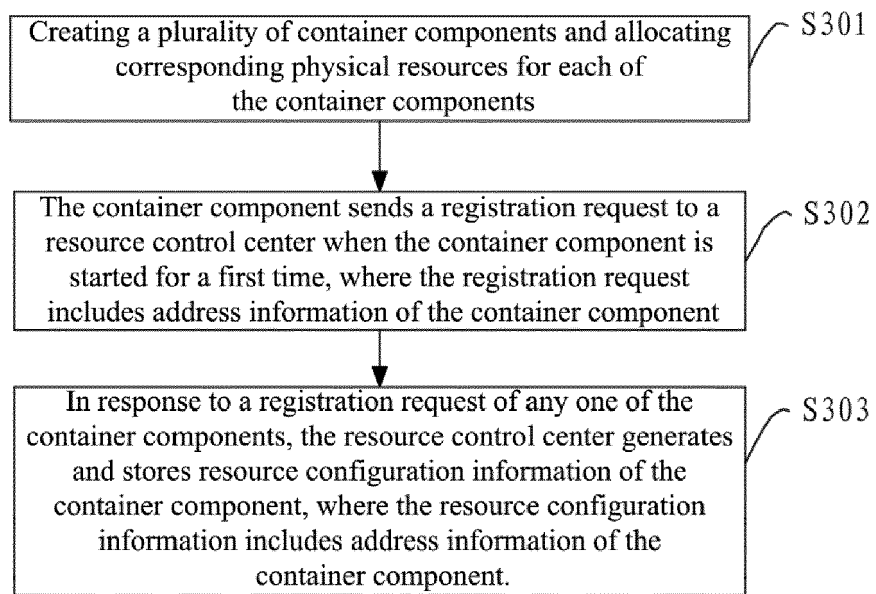 Creating a plurality of container components and allocating
corresponding physical resources for each of
the container components
S301
The container component sends a registration request to a
resource control center when the container component is
started for a first time, where the registration request
includes address information of the container component
S302
In response to a registration request of any one of the
container components, the resource control center generates
and stores resource configuration information of the
container component, where the resource configuration
information includes address information of the
container component.
S303